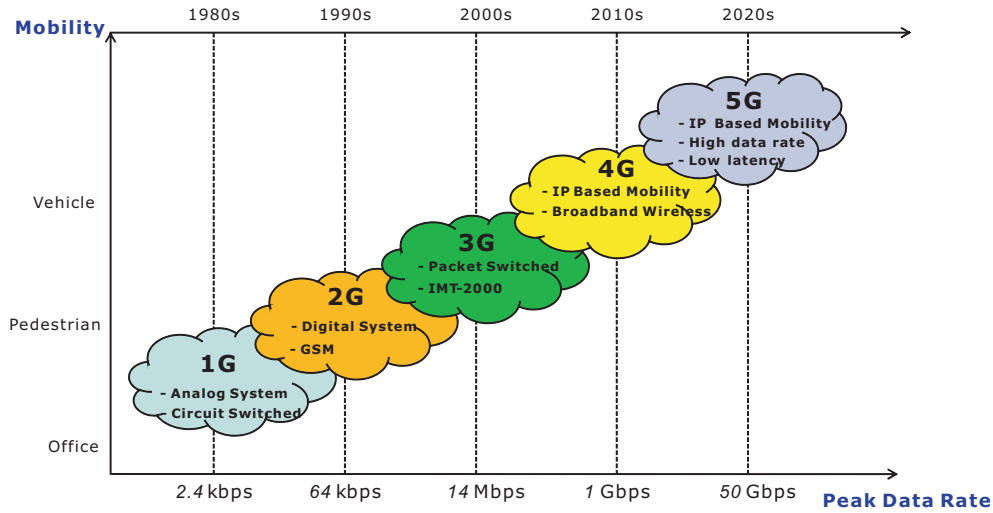 1980s 1990s 2000s 2010s 2020s
Mobility
5G
- IP Based Mobility
- High data rate
- Low latency
4G
- IP Based Mobility
- Broadband Wireless
Vehicle
3G
- Packet Switched
- IMT-2000
2G
- Digital System
- GSM
Pedestrian
1G
- Analog System
- Circuit Switched
Office
2.4 kbps 64 kbps 14 Mbps 1 Gbps 50 Gbps
Peak Data Rate